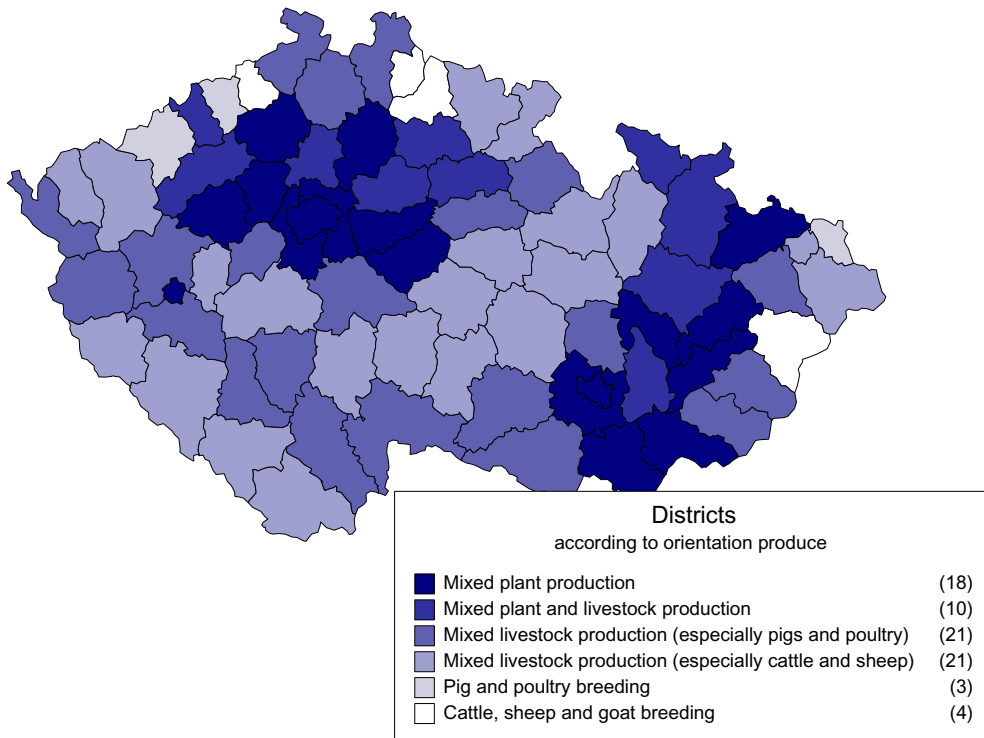 Districts
according to orientation produce
Mixed plant production (18)
Mixed plant and livestock production (10)
Mixed livestock production (especially pigs and poultry) (21)
Mixed livestock production (especially cattle and sheep) (21)
Pig and poultry breeding (3)
Cattle, sheep and goat breeding (4)